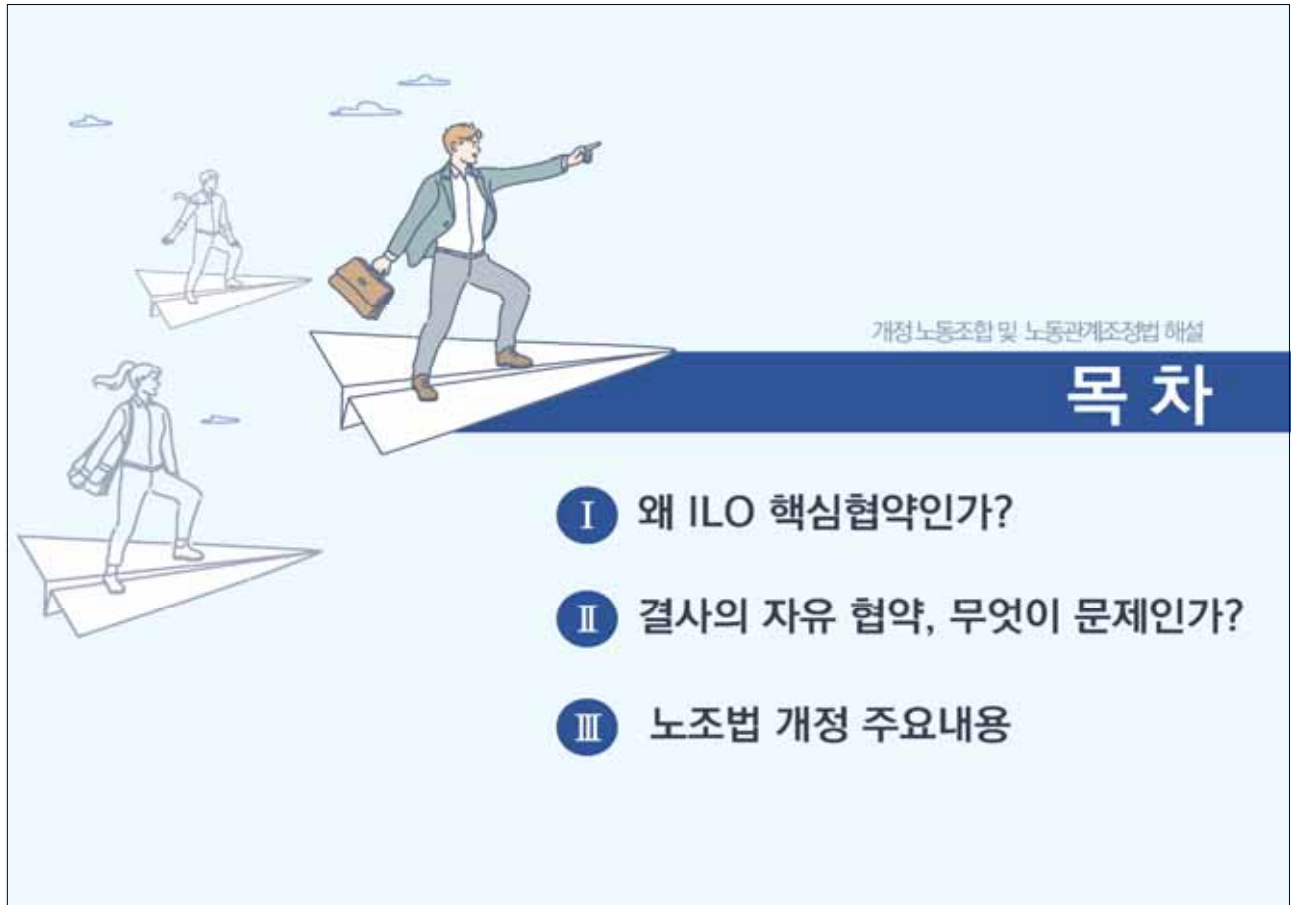 개정 노동조합 및 노동관계조정법 해설
목 차
Ⅰ 왜 ILO 핵심협약인가?
Ⅱ 결사의 자유 협약, 무엇이 문제인가?
Ⅲ 노조법 개정 주요내용